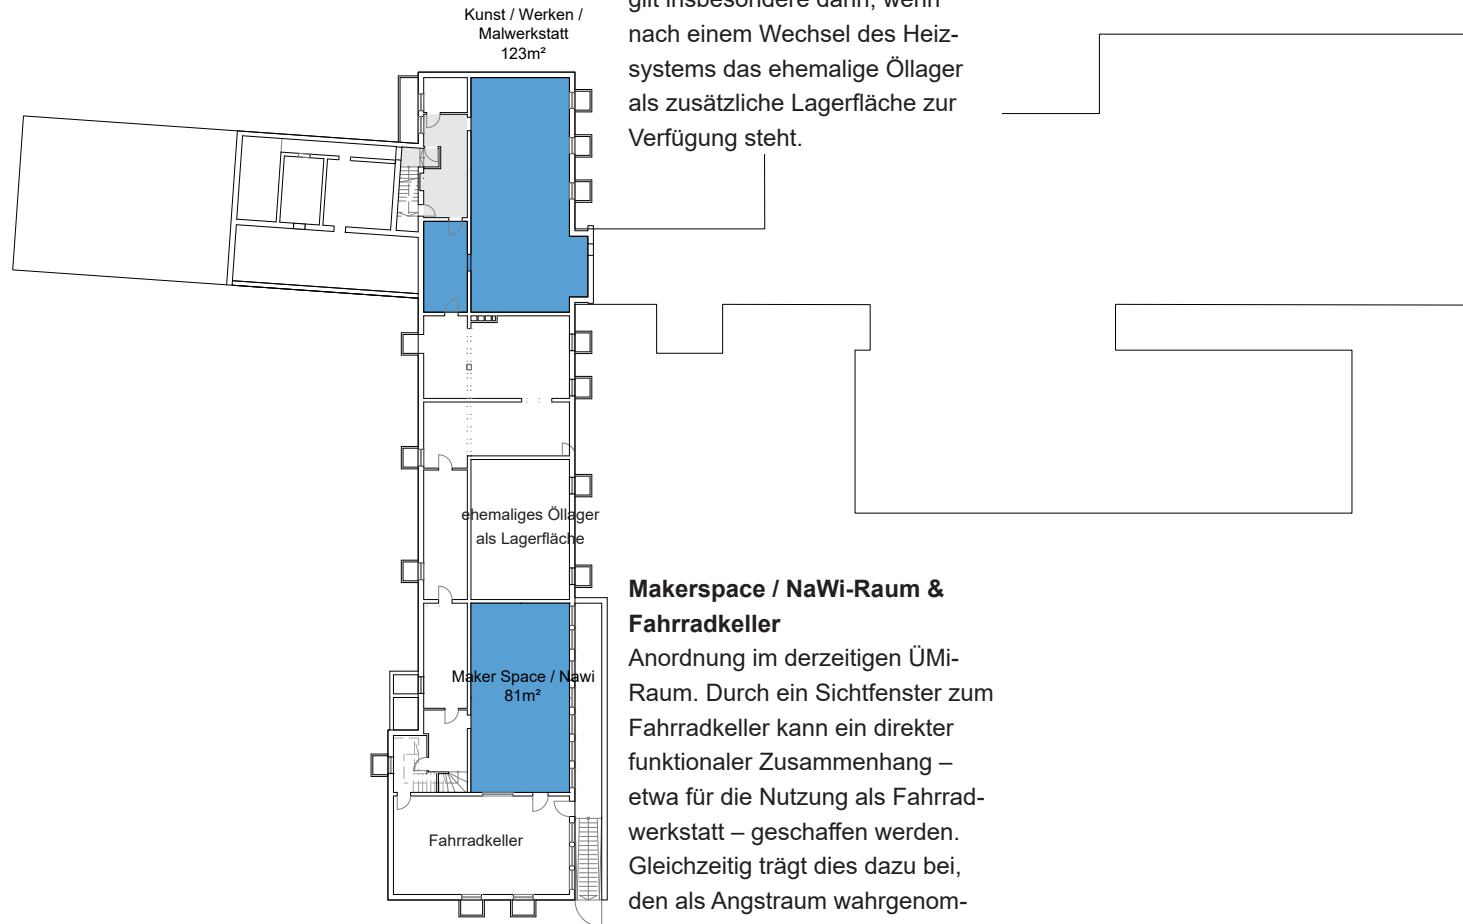 Kunst / Werken /
Malwerkstatt
123m²
gilt insbesondere dann, wenn
nach einem Wechsel des Heiz-
systems das ehemalige Öllager
als zusätzliche Lagerfläche zur
Verfügung steht.
ehemaliges Öllager
als Lagerfläche
Maker Space / Nawi
81m²
Fahrradkeller
Makerspace / NaWi-Raum &
Fahrradkeller
Anordnung im derzeitigen ÜMi-
Raum. Durch ein Sichtfenster zum
Fahrradkeller kann ein direkter
funktionaler Zusammenhang –
etwa für die Nutzung als Fahrrad-
werkstatt – geschaffen werden.
Gleichzeitig trägt dies dazu bei,
den als Angstraum wahrgenom-